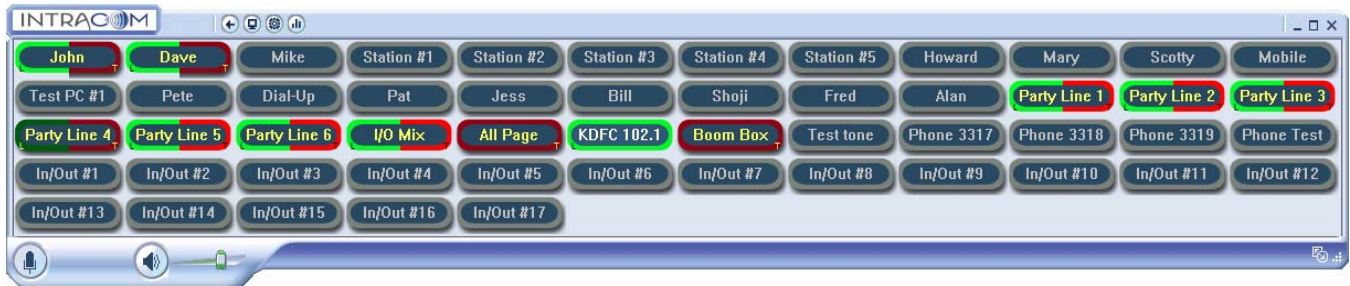 INTRACOM
John Dave Mike Station #1 Station #2 Station #3 Station #4 Station #5 Howard Mary Scotty Mobile
L T L T
Test PC #1 Pete Dial-Up Pat Jess Bill Shoji Fred Alan Party Line 1 Party Line 2 Party Line 3
L T L T L T
Party Line 4 Party Line 5 Party Line 6 I/O Mix All Page KDFC 102.1 Boom Box Test tone Phone 3317 Phone 3318 Phone 3319 Phone Test
L T L T L T L T T L T
In/Out #1 In/Out #2 In/Out #3 In/Out #4 In/Out #5 In/Out #6 In/Out #7 In/Out #8 In/Out #9 In/Out #10 In/Out #11 In/Out #12
In/Out #13 In/Out #14 In/Out #15 In/Out #16 In/Out #17